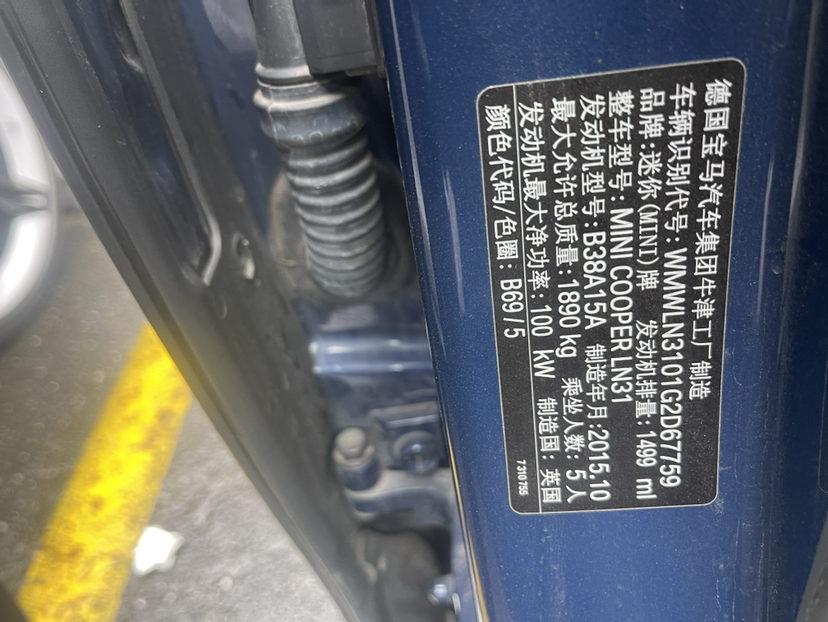 德国宝马汽车集团牛津工厂 制造
车辆识别代号: WMWLN3101G2D67759
品牌:迷你(MINI)牌 发动机排量:1499 ml
整车型号: MINI COOPER LN31
发动机型号:B38A15A 制造年月:2015.10
最大允许总质量:1890 kg 乘坐人数: 5人
发动机最大净功率: 100 kW 制造国: 英国
颜色代码/色圈: B69 / 5
7 310 755